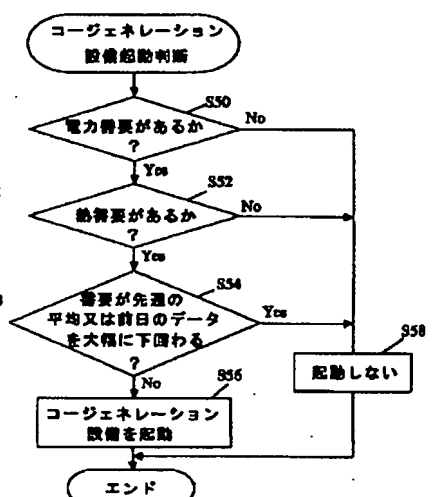 コージェネレーション
設備起動判断
S50
電力需要があるか
?
No
Yes
S52
熱需要があるか
?
No
Yes
S54
需要が先週の
平均又は前日のデータ
を大幅に下回わる
?
Yes
No
S56
コージェネレーション
設備を起動
S58
起動しない
エンド